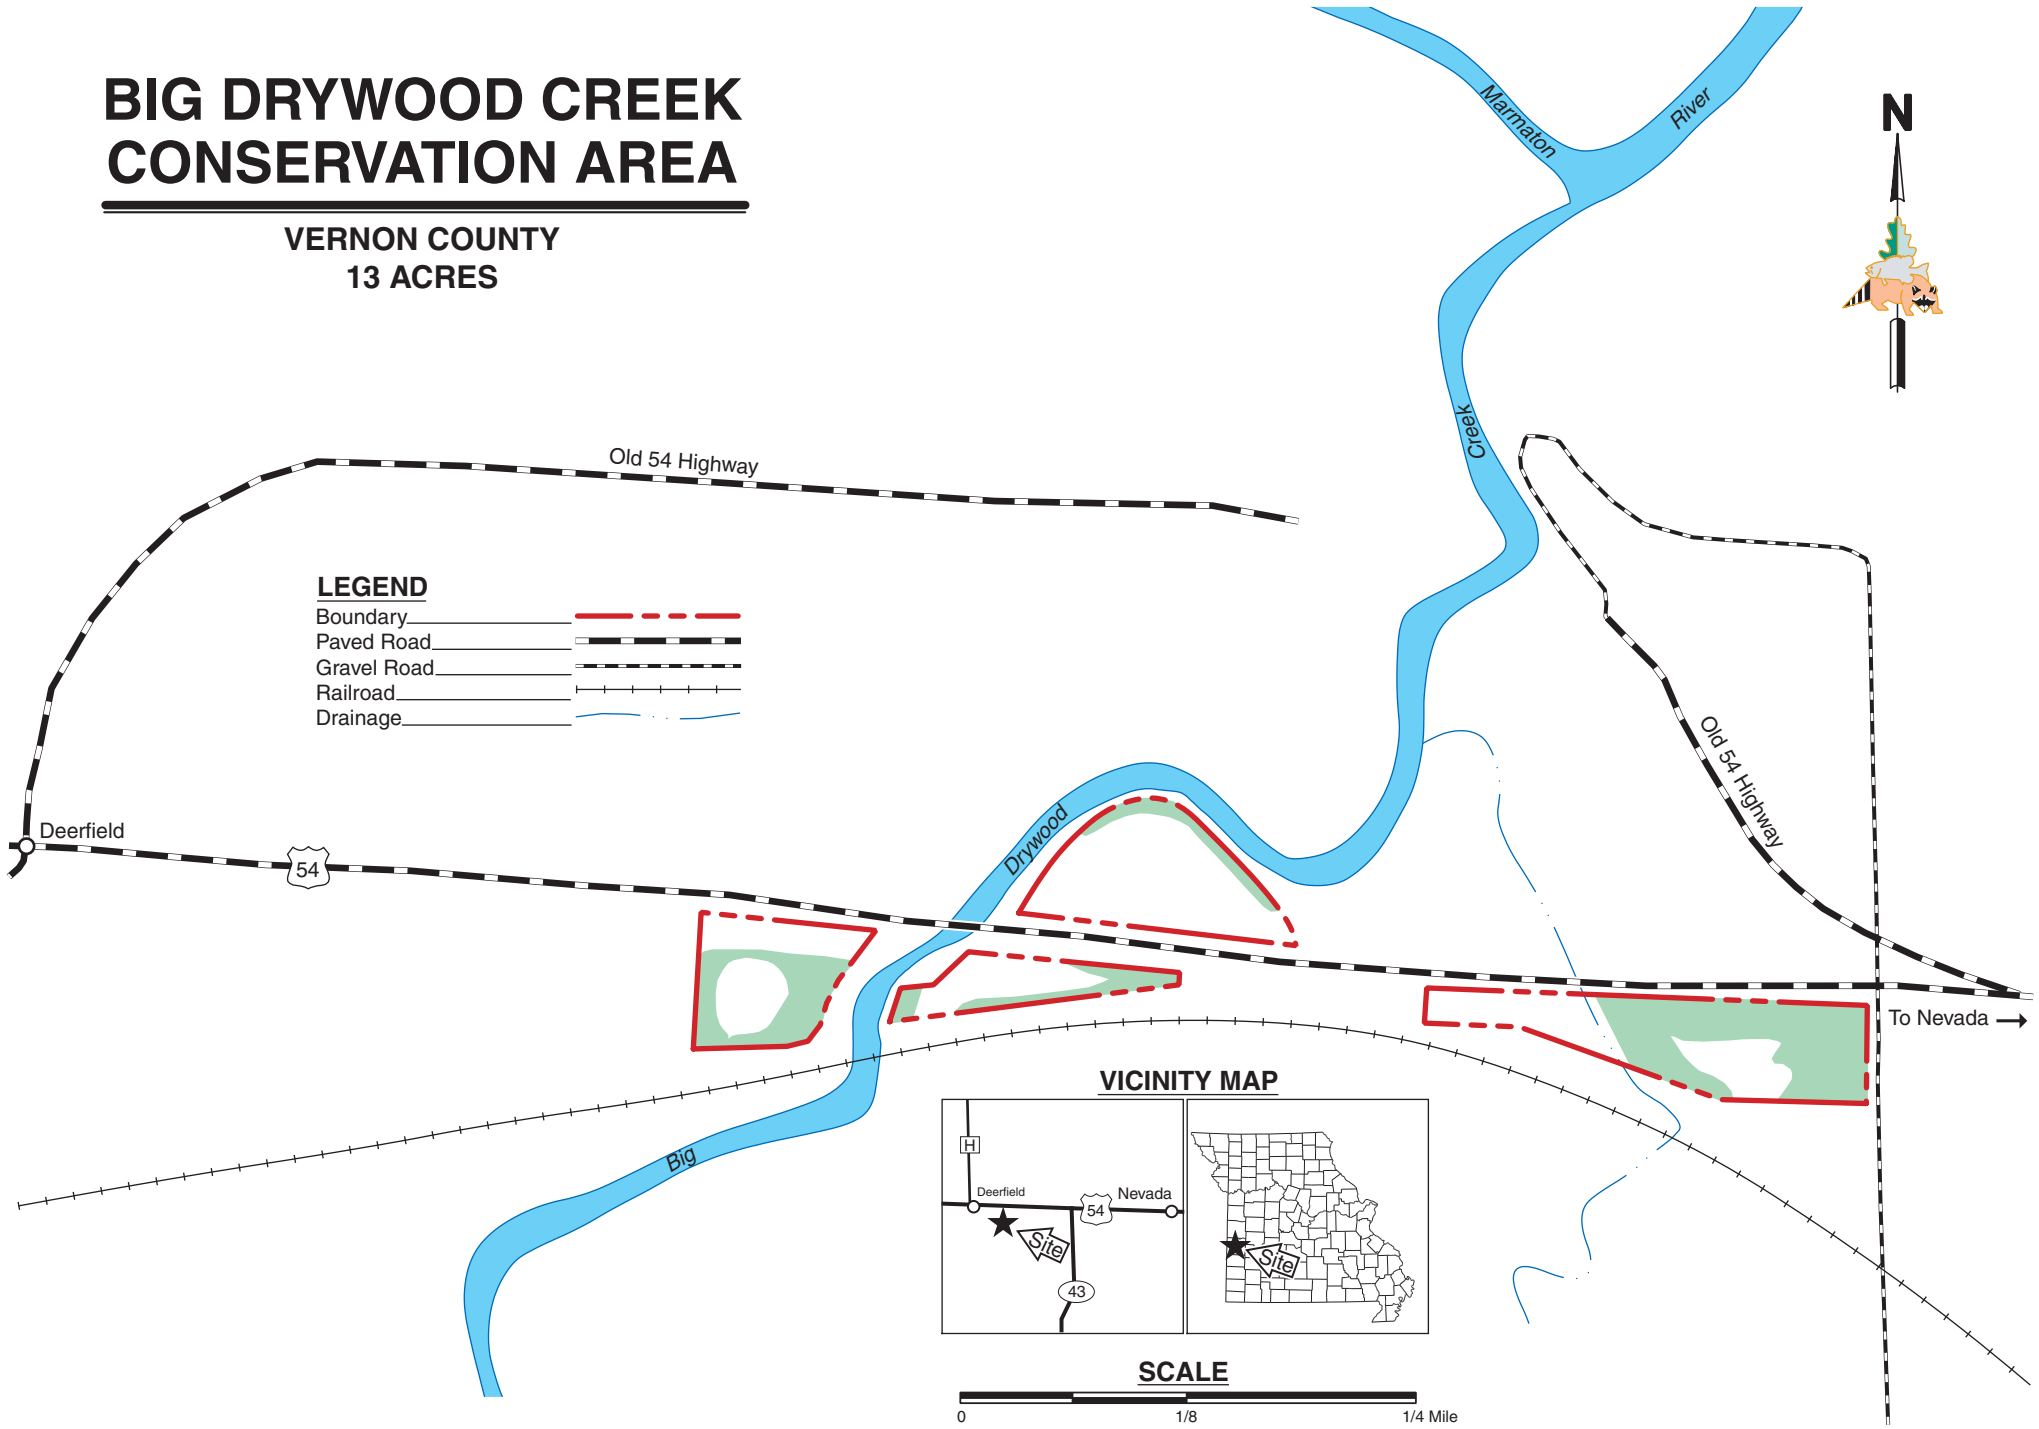 BIG DRYWOOD CREEK
CONSERVATION AREA
VERNON COUNTY
13 ACRES
Marmaton
River
N
Creek
Old 54 Highway
LEGEND
Boundary
Paved Road
Gravel Road
Railroad
Drainage
Old 54 Highway
Deerfield
54
Drywood
To Nevada
Big
VICINITY MAP
H
Deerfield
Nevada
54
Site
43
Site
SCALE
0
1/8
1/4 Mile